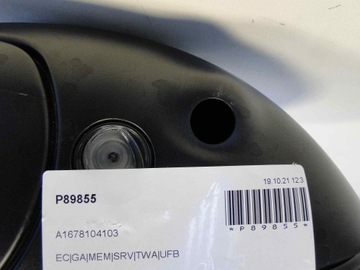 P89855
19.10.21 12:3
*P89855*
A1678104103
EC|GA|MEM|SRV|TWA|UFB